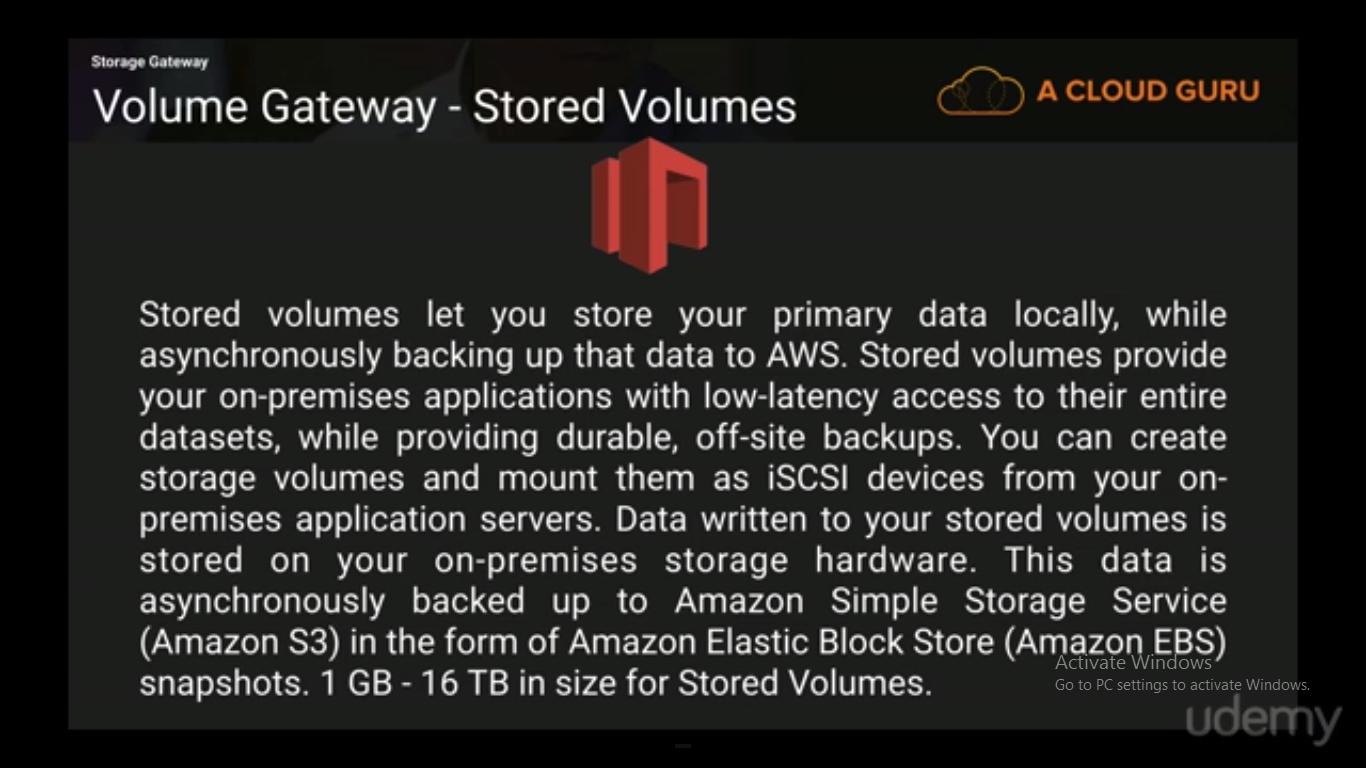 Storage Gateway
Volume Gateway - Stored Volumes
A CLOUD GURU
Stored volumes let you store your primary data locally, while
asynchronously backing up that data to AWS. Stored volumes provide
your on-premises applications with low-latency access to their entire
datasets, while providing durable, off-site backups. You can create
storage volumes and mount them as iSCSI devices from your on-
premises application servers. Data written to your stored volumes is
stored on your on-premises storage hardware. This data is
asynchronously backed up to Amazon Simple Storage Service
(Amazon S3) in the form of Amazon Elastic Block Store (Amazon EBS)
snapshots. 1 GB - 16 TB in size for Stored Volumes.
Activate Windows
Go to PC settings to activate Windows.
udemy